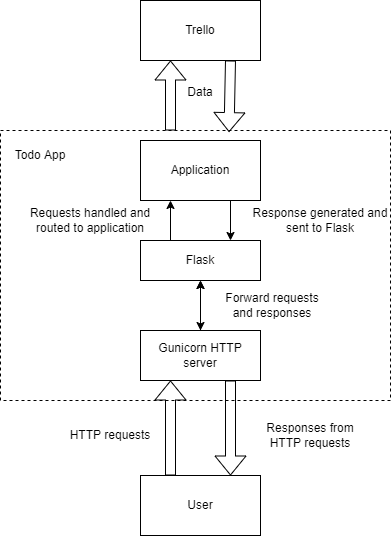 Trello
Data
Todo App
Application
Requests handled and
routed to application
Response generated and
sent to Flask
Flask
Forward requests
and responses
Gunicorn HTTP
server
HTTP requests
Responses from
HTTP requests
User